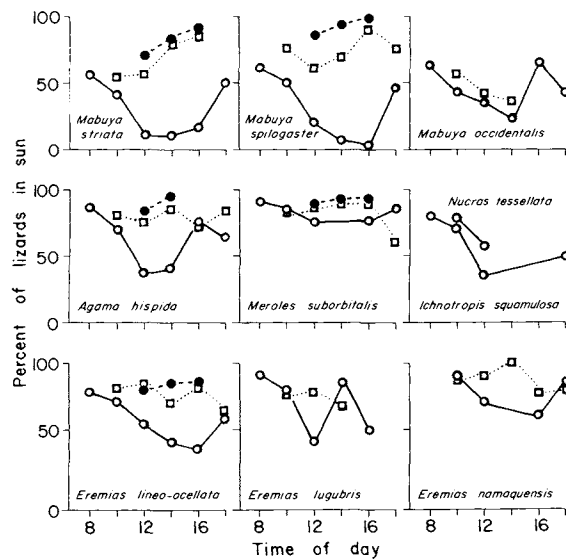 Percent of lizards in sun
100
50
0
Mabuya
striata
Mabuya
spilogaster
Mabuya occidentalis
100
50
0
Agama hispida
Meroles suborbitalis
Nucras tessellata
Ichnotropis squamulosa
100
50
Eremias lineo-ocellata
Eremias lugubris
Eremias namaquensis
8 12 16 8 12 16 8 12 16
Time of day